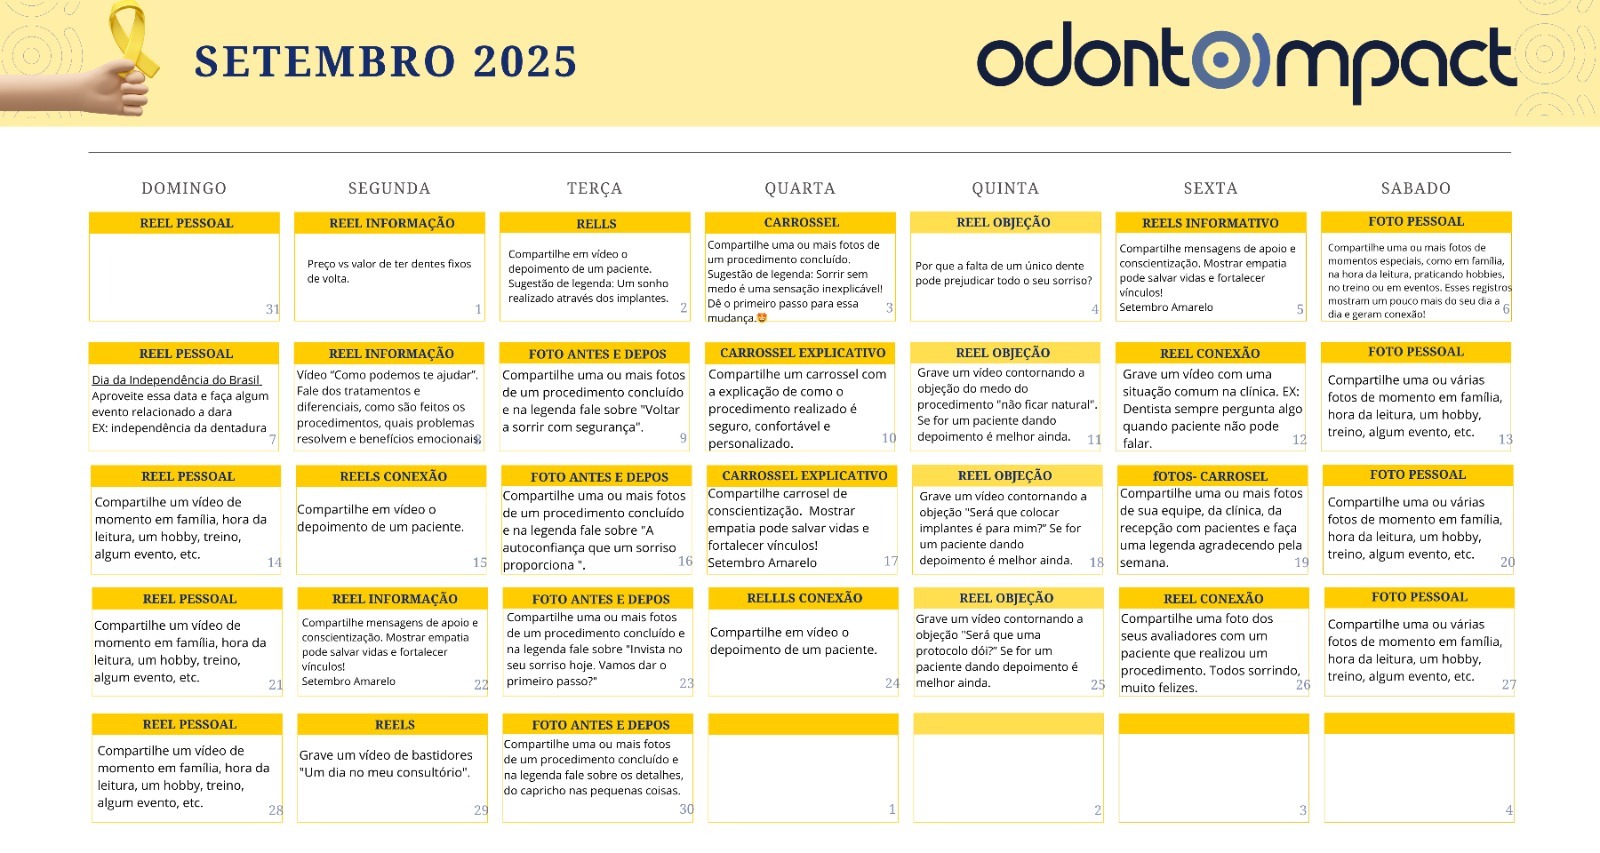 SETEMBRO 2025
odontoimpact
DOMINGO
SEGUNDA
TERÇA
QUARTA
QUINTA
SEXTA
SABADO
REEL PESSOAL
31
REEL INFORMAÇÃO
Preço vs valor de ter dentes fixos
de volta.
1
RELLS
Compartilhe em vídeo o
depoimento de um paciente.
Sugestão de legenda: Um sonho
realizado através dos implantes.
2
CARROSSEL
Compartilhe uma ou mais fotos de
um procedimento concluído.
Sugestão de legenda: Sorrir sem
medo é uma sensação inexplicável!
Dê o primeiro passo para essa
mudança.🤩
3
REEL OBJEÇÃO
Por que a falta de um único dente
pode prejudicar todo o seu sorriso?
4
REELS INFORMATIVO
Compartilhe mensagens de apoio e
conscientização. Mostrar empatia
pode salvar vidas e fortalecer
vínculos!
Setembro Amarelo
5
FOTO PESSOAL
Compartilhe uma ou mais fotos de
momentos especiais, como em família,
na hora da leitura, praticando hobbies,
no treino ou em eventos. Esses registros
mostram um pouco mais do seu dia a
dia e geram conexão!
6
REEL PESSOAL
Dia da Independência do Brasil
Aproveite essa data e faça algum
evento relacionado a dara
EX: independência da dentadura
7
REEL INFORMAÇÃO
Vídeo “Como podemos te ajudar”.
Fale dos tratamentos e
diferenciais, como são feitos os
procedimentos, quais problemas
resolvem e benefícios emocionais.
8
FOTO ANTES E DEPOS
Compartilhe uma ou mais fotos
de um procedimento concluído
e na legenda fale sobre "Voltar
a sorrir com segurança".
9
CARROSSEL EXPLICATIVO
Compartilhe um carrossel com
a explicação de como o
procedimento realizado é
seguro, confortável e
personalizado.
10
REEL OBJEÇÃO
Grave um vídeo contornando a
objeção do medo do
procedimento "não ficar natural".
Se for um paciente dando
depoimento é melhor ainda.
11
REEL CONEXÃO
Grave um vídeo com uma
situação comum na clínica. EX:
Dentista sempre pergunta algo
quando paciente não pode
falar.
12
FOTO PESSOAL
Compartilhe uma ou várias
fotos de momento em família,
hora da leitura, um hobby,
treino, algum evento, etc.
13
REEL PESSOAL
Compartilhe um vídeo de
momento em família, hora da
leitura, um hobby, treino,
algum evento, etc.
14
REELS CONEXÃO
Compartilhe em vídeo o
depoimento de um paciente.
15
FOTO ANTES E DEPOS
Compartilhe uma ou mais fotos
de um procedimento concluído
e na legenda fale sobre "A
autoconfiança que um sorriso
proporciona ".
16
CARROSSEL EXPLICATIVO
Compartilhe carrosel de
conscientização. Mostrar
empatia pode salvar vidas e
fortalecer vínculos!
Setembro Amarelo
17
REEL OBJEÇÃO
Grave um vídeo contornando a
objeção "Será que colocar
implantes é para mim?" Se for
um paciente dando
depoimento é melhor ainda.
18
fOTOS- CARROSEL
Compartilhe uma ou mais fotos
de sua equipe, da clínica, da
recepção com pacientes e faça
uma legenda agradecendo pela
semana.
19
FOTO PESSOAL
Compartilhe uma ou várias
fotos de momento em família,
hora da leitura, um hobby,
treino, algum evento, etc.
20
REEL PESSOAL
Compartilhe um vídeo de
momento em família, hora da
leitura, um hobby, treino,
algum evento, etc.
21
REEL INFORMAÇÃO
Compartilhe mensagens de apoio e
conscientização. Mostrar empatia
pode salvar vidas e fortalecer
vínculos!
Setembro Amarelo
22
FOTO ANTES E DEPOS
Compartilhe uma ou mais fotos
de um procedimento concluído e
na legenda fale sobre "Invista no
seu sorriso hoje. Vamos dar o
primeiro passo?"
23
RELLLS CONEXÃO
Compartilhe em vídeo o
depoimento de um paciente.
24
REEL OBJEÇÃO
Grave um vídeo contornando a
objeção "Será que uma
protocolo dói?" Se for um
paciente dando depoimento é
melhor ainda.
25
REEL CONEXÃO
Compartilhe uma foto dos
seus avaliadores com um
paciente que realizou um
procedimento. Todos sorrindo,
muito felizes.
26
FOTO PESSOAL
Compartilhe uma ou várias
fotos de momento em família,
hora da leitura, um hobby,
treino, algum evento, etc.
27
REEL PESSOAL
Compartilhe um vídeo de
momento em família, hora da
leitura, um hobby, treino,
algum evento, etc.
28
REELS
Grave um vídeo de bastidores
"Um dia no meu consultório".
29
FOTO ANTES E DEPOS
Compartilhe uma ou mais fotos
de um procedimento concluído e
na legenda fale sobre os detalhes,
do capricho nas pequenas coisas.
30
1
2
3
4